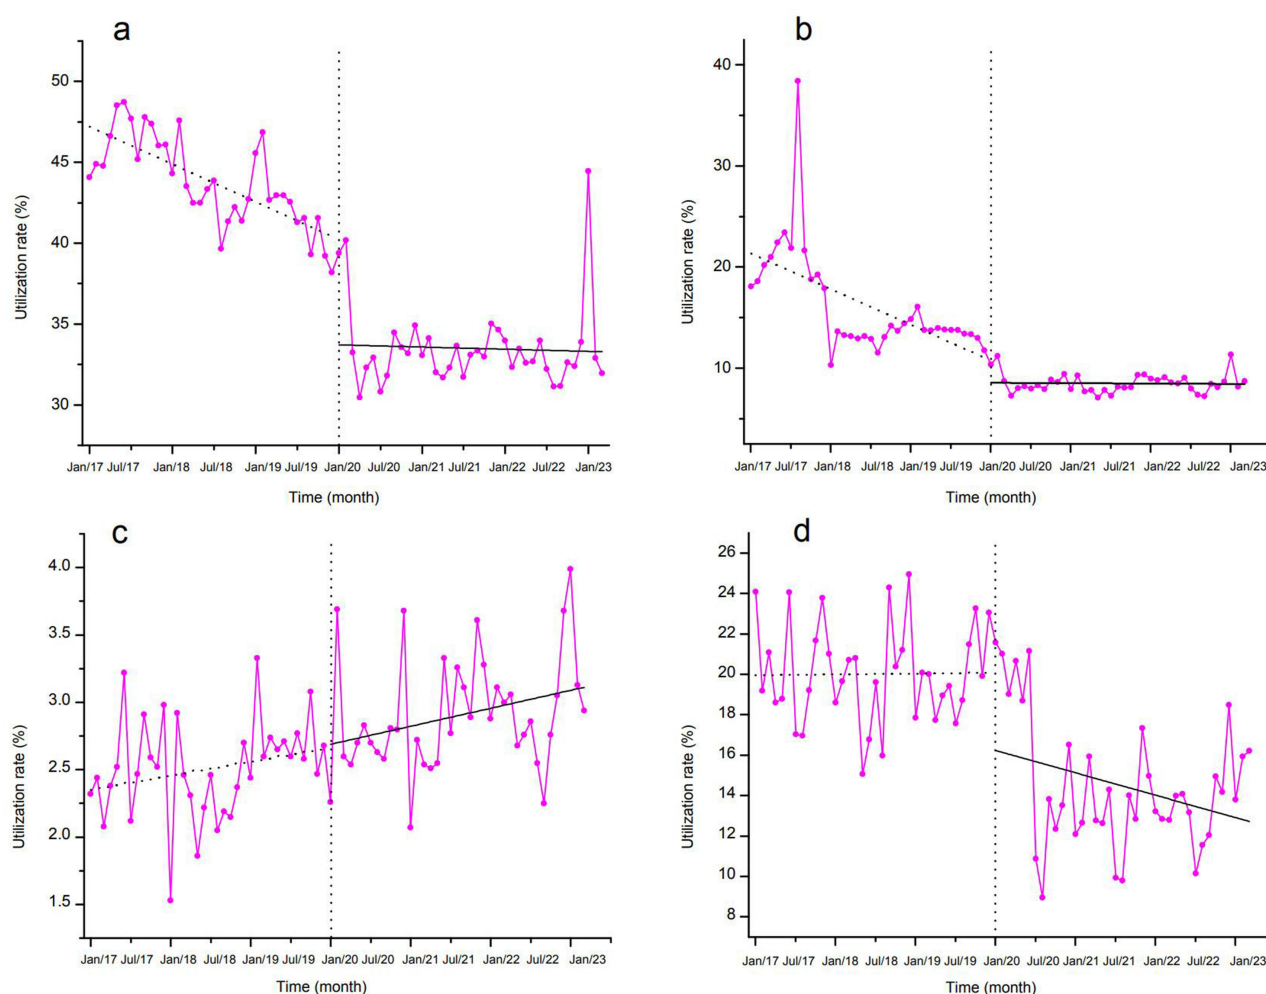 a
Utilization rate (%)
50
45
40
35
30
Jan/17 Jul/17 Jan/18 Jul/18 Jan/19 Jul/19 Jan/20 Jul/20 Jan/21 Jul/21 Jan/22 Jul/22 Jan/23
Time (month)
b
Utilization rate (%)
40
30
20
10
Jan/17 Jul/17 Jan/18 Jul/18 Jan/19 Jul/19 Jan/20 Jul/20 Jan/21 Jul/21 Jan/22 Jul/22 Jan/23
Time (month)
c
Utilization rate (%)
4.0
3.5
3.0
2.5
2.0
1.5
Jan/17 Jul/17 Jan/18 Jul/18 Jan/19 Jul/19 Jan/20 Jul/20 Jan/21 Jul/21 Jan/22 Jul/22 Jan/23
Time (month)
d
Utilization rate (%)
26
24
22
20
18
16
14
12
10
8
Jan/17 Jul/17 Jan/18 Jul/18 Jan/19 Jul/19 Jan/20 Jul/20 Jan/21 Jul/21 Jan/22 Jul/22 Jan/23
Time (month)